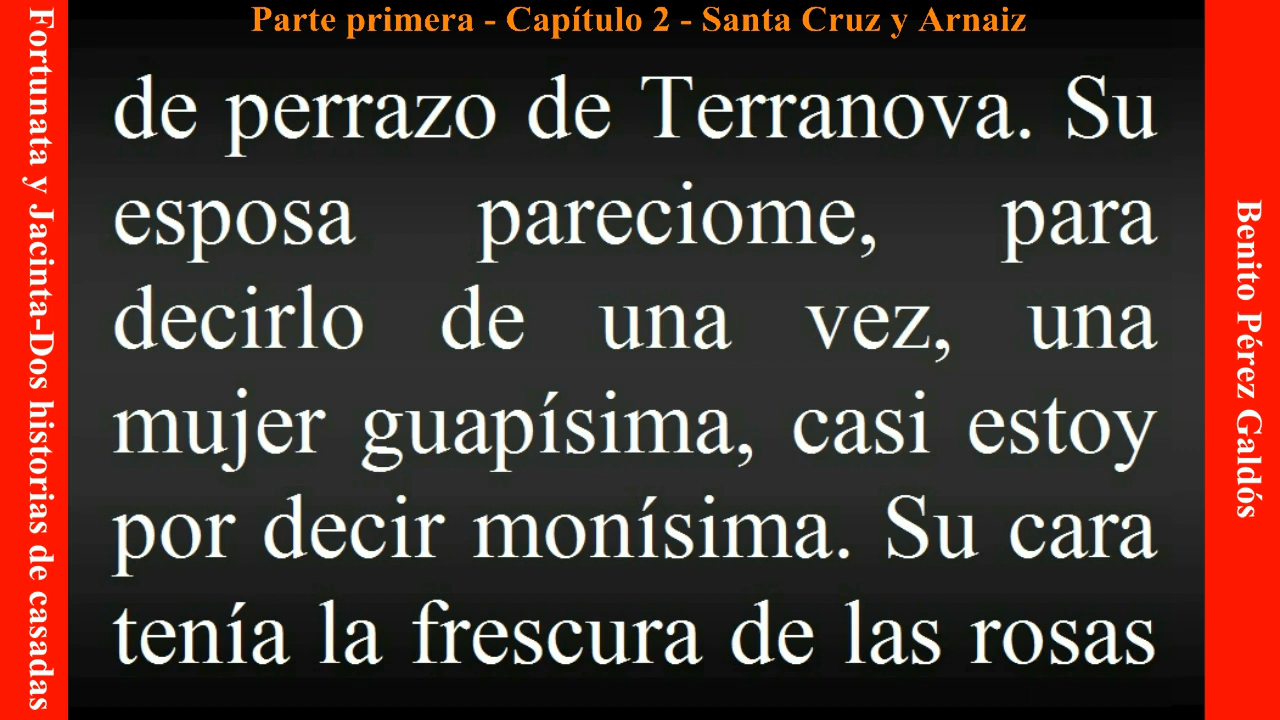 Parte primera - Capítulo 2 - Santa Cruz y Arnaiz
Fortunata y Jacinta-Dos historias de casadas
de perrazo de Terranova. Su
esposa pareciome, para
decirlo de una vez, una
mujer guapísima, casi estoy
por decir monísima. Su cara
tenía la frescura de las rosas
Benito Pérez Galdós